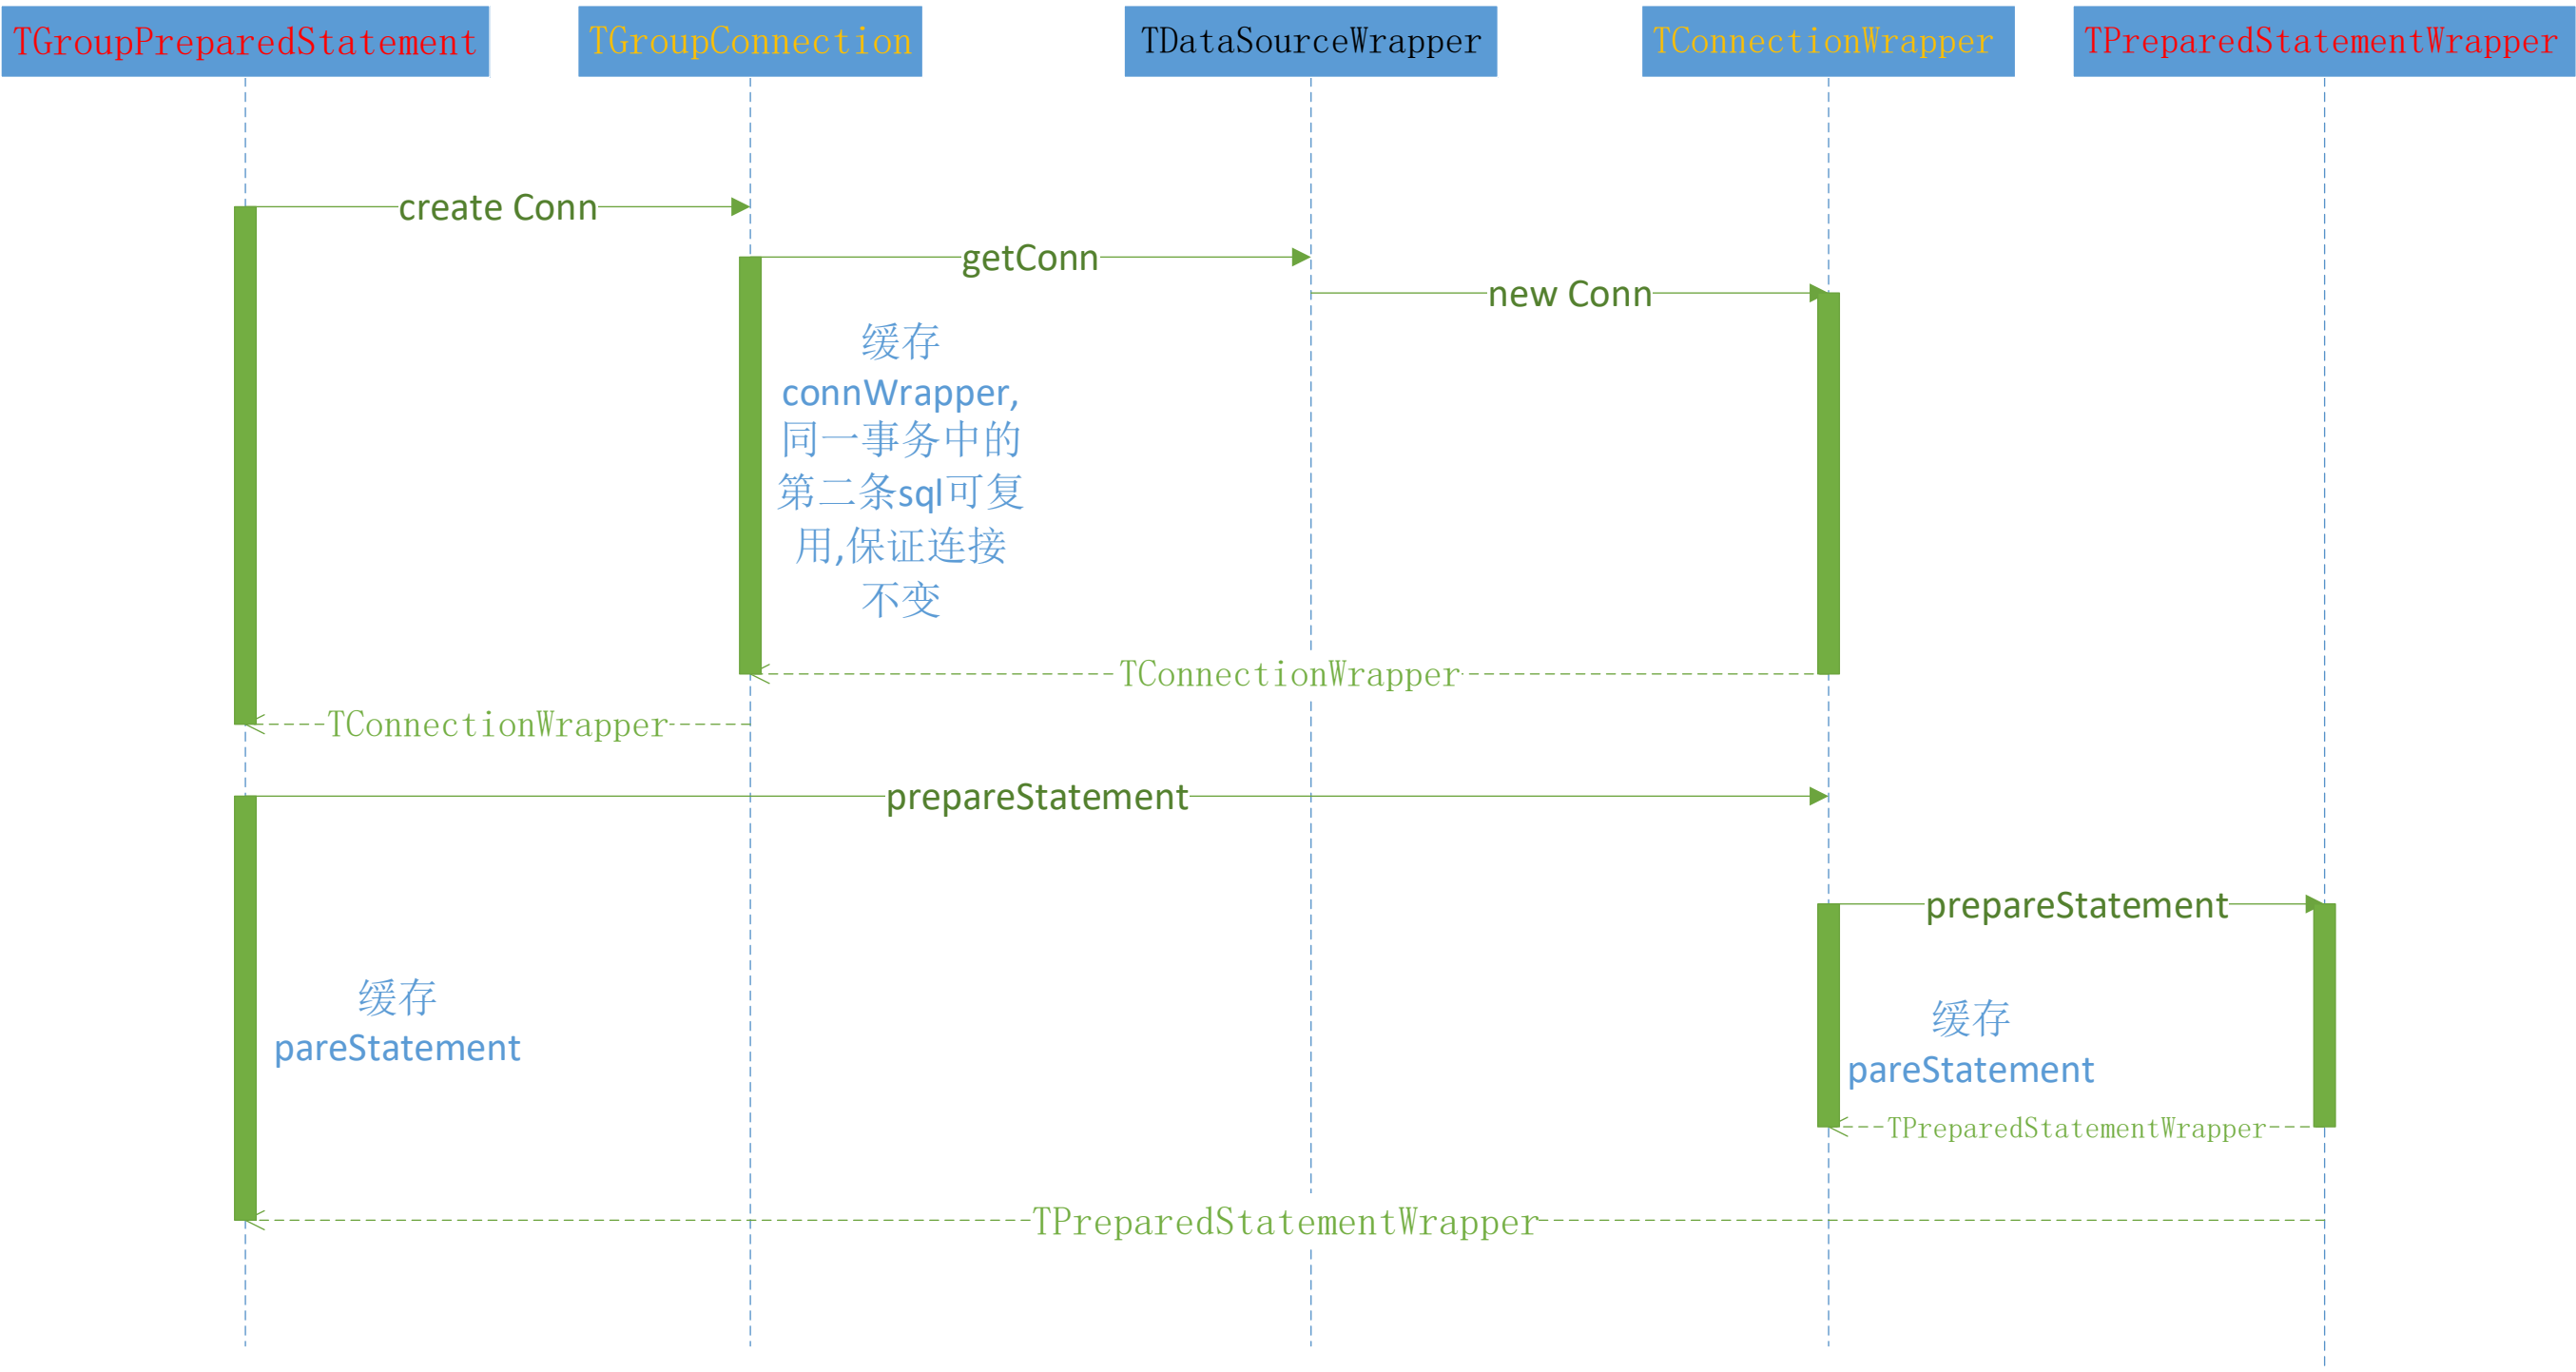 TGroupPreparedStatement
TGroupConnection
TDataSourceWrapper
TConnectionWrapper
TPreparedStatementWrapper
create Conn
getConn
new Conn
缓存
connWrapper,
同一事务中的
第二条sql可复
用,保证连接
不变
TConnectionWrapper
TConnectionWrapper
prepareStatement
prepareStatement
缓存
pareStatement
缓存
pareStatement
TPreparedStatementWrapper
TPreparedStatementWrapper